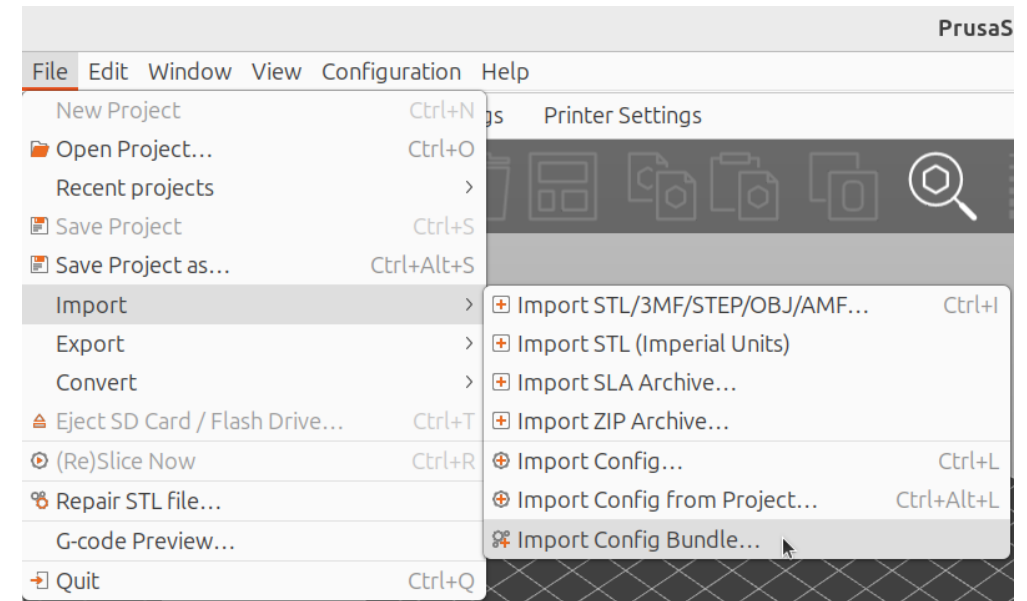 PrusaS
File Edit Window View Configuration Help
gs Printer Settings
New Project Ctrl+N
Open Project... Ctrl+O
Recent projects >
Save Project Ctrl+S
Save Project as... Ctrl+Alt+S
Import >
Export >
Convert >
Eject SD Card / Flash Drive... Ctrl+T
(Re)Slice Now Ctrl+R
Repair STL file...
G-code Preview...
Quit Ctrl+Q
Import STL/3MF/STEP/OBJ/AMF... Ctrl+I
Import STL (Imperial Units)
Import SLA Archive...
Import ZIP Archive...
Import Config... Ctrl+L
Import Config from Project... Ctrl+Alt+L
Import Config Bundle...